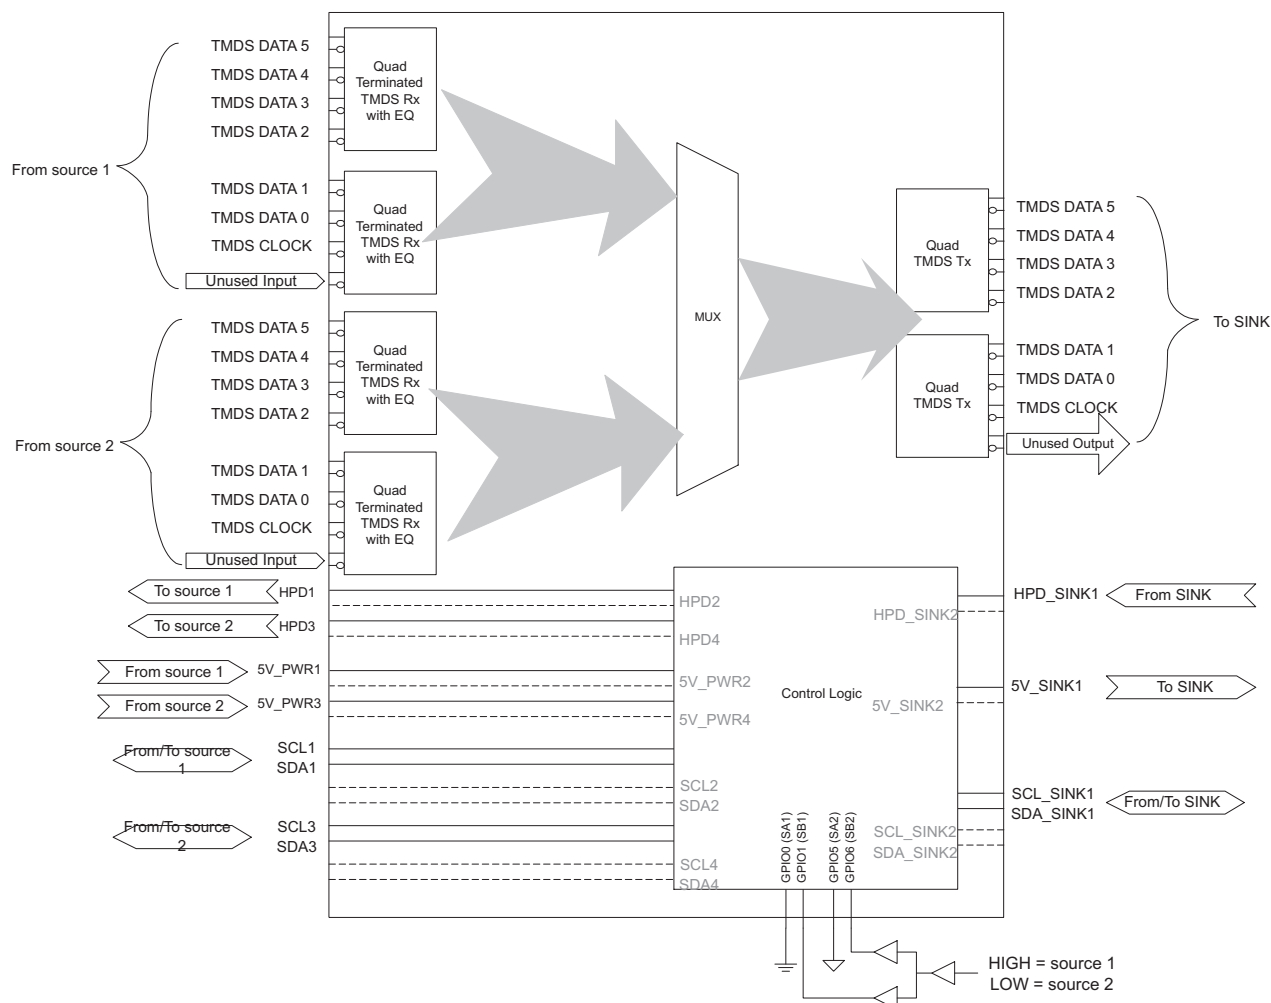 TMDS DATA 5
TMDS DATA 4
TMDS DATA 3
TMDS DATA 2
From source 1
TMDS DATA 1
TMDS DATA 0
TMDS CLOCK
Unused Input
Quad
Terminated
TMDS Rx
with EQ
Quad
Terminated
TMDS Rx
with EQ
TMDS DATA 5
TMDS DATA 4
TMDS DATA 3
TMDS DATA 2
From source 2
TMDS DATA 1
TMDS DATA 0
TMDS CLOCK
Unused Input
Quad
Terminated
TMDS Rx
with EQ
Quad
Terminated
TMDS Rx
with EQ
MUX
Quad
TMDS Tx
Quad
TMDS Tx
TMDS DATA 5
TMDS DATA 4
TMDS DATA 3
TMDS DATA 2
To SINK
TMDS DATA 1
TMDS DATA 0
TMDS CLOCK
Unused Output
To source 1 HPD1
To source 2 HPD3
From source 1 5V_PWR1
From source 2 5V_PWR3
From/To source
1
SCL1
SDA1
From/To source
2
SCL3
SDA3
HPD2
HPD4
5V_PWR2
5V_PWR4
SCL2
SDA2
SCL4
SDA4
Control Logic
HPD_SINK2
5V_SINK2
SCL_SINK2
SDA_SINK2
GPIO0 (SA1)
GPIO1 (SB1)
GPIO5 (SA2)
GPIO6 (SB2)
HPD_SINK1 From SINK
5V_SINK1 To SINK
SCL_SINK1
SDA_SINK1
From/To SINK
HIGH = source 1
LOW = source 2